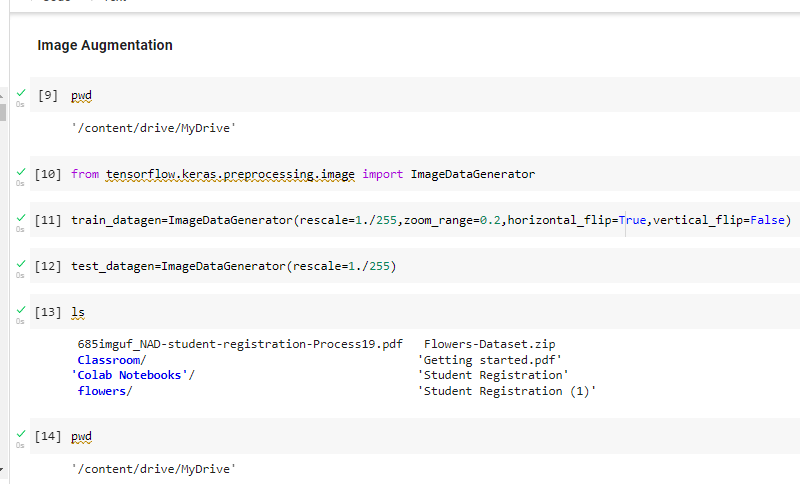 Image Augmentation
[9] pwd
0s
'/content/drive/MyDrive'
[10] from tensorflow.keras.preprocessing.image import ImageDataGenerator
0s
[11] train_datagen=ImageDataGenerator(rescale=1./255,zoom_range=0.2,horizontal_flip=True,vertical_flip=False)
0s
[12] test_datagen=ImageDataGenerator(rescale=1./255)
0s
[13] ls
0s
685imguf_NAD-student-registration-Process19.pdf Flowers-Dataset.zip
Classroom/ 'Getting started.pdf'
'Colab Notebooks'/ 'Student Registration'
flowers/ 'Student Registration (1)'
[14] pwd
0s
'/content/drive/MyDrive'